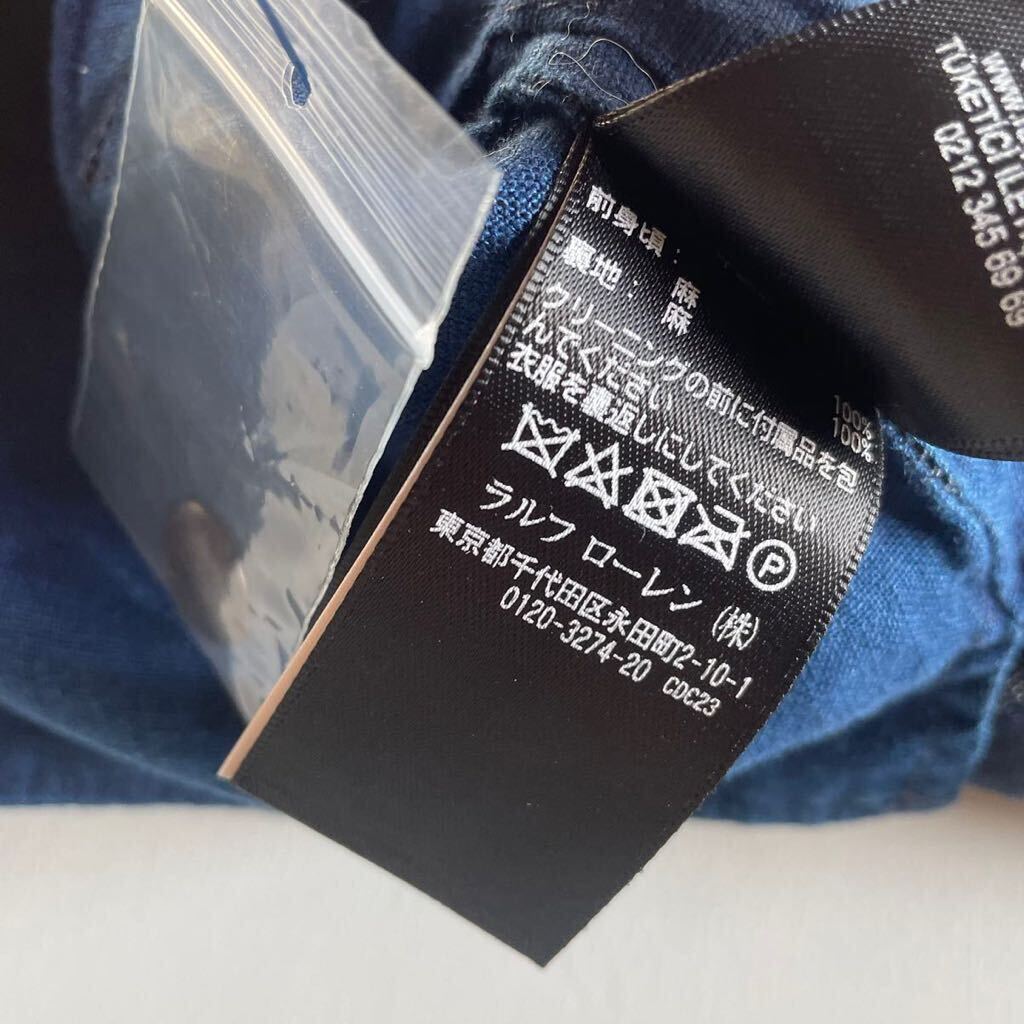 前身頃:
麻 100%
裏地: 麻 100%
クリーニングの前に付属品を包
んでください
衣服を裏返しにしてください
P
ラルフ ローレン (株)
東京都千代田区永田町2-10-1
0120-3274-20 CDC23
TUKETICI ILE
0212 345 69 69